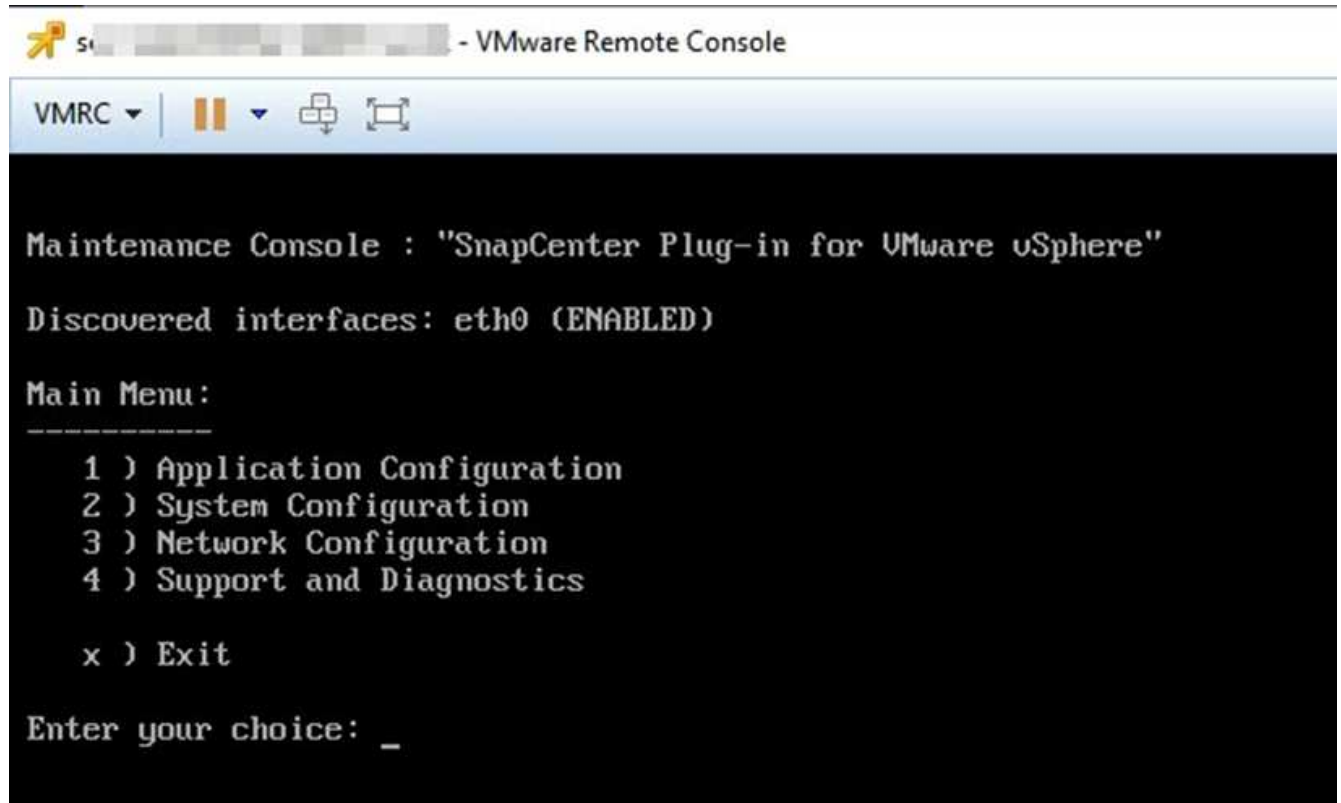 - VMware Remote Console
VMRC
Maintenance Console : "SnapCenter Plug-in for VMware vSphere"
Discovered interfaces: eth0 (ENABLED)
Main Menu:
----------
1 ) Application Configuration
2 ) System Configuration
3 ) Network Configuration
4 ) Support and Diagnostics
x ) Exit
Enter your choice: _